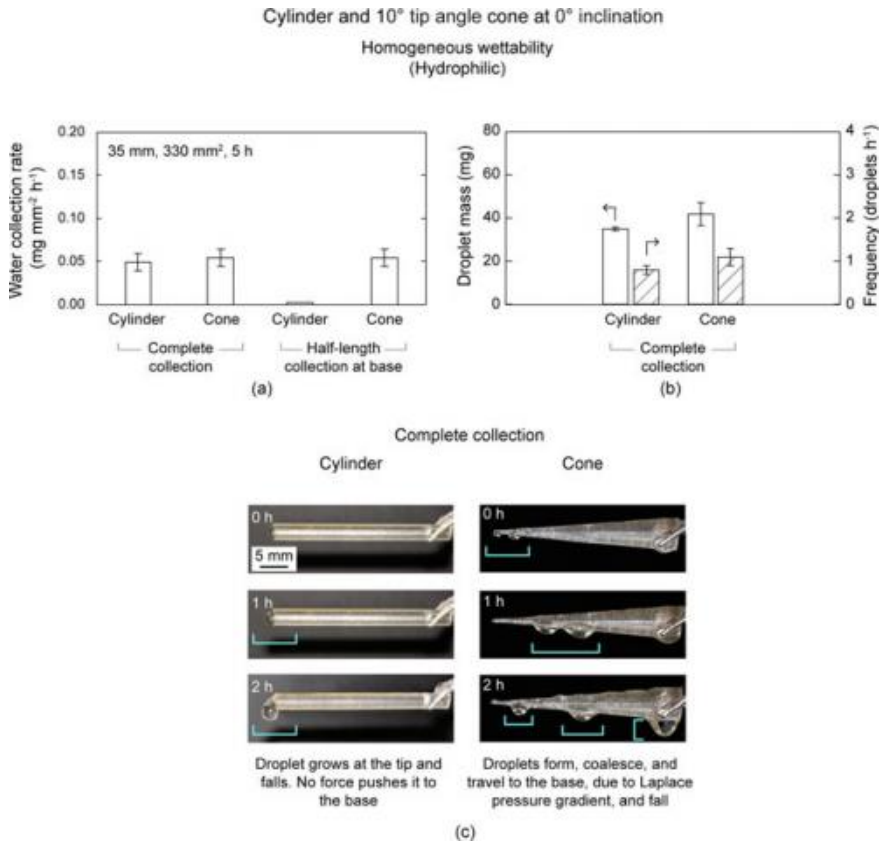 Cylinder and 10° tip angle cone at 0° inclination
Homogeneous wettability
(Hydrophilic)
Water collection rate
(mg mm⁻² h⁻¹)
0.20
0.15
0.10
0.05
0.00
35 mm, 330 mm², 5 h
Cylinder
Cone
Cylinder
Cone
Complete
collection
Half-length
collection at base
(a)
Droplet mass (mg)
80
60
40
20
0
4
3
2
1
0
Frequency (droplets h⁻¹)
Cylinder
Cone
Complete
collection
(b)
Complete collection
Cylinder
Cone
0 h
5 mm
0 h
1 h
1 h
2 h
2 h
Droplet grows at the tip and
falls. No force pushes it to
the base
Droplets form, coalesce, and
travel to the base, due to Laplace
pressure gradient, and fall
(c)